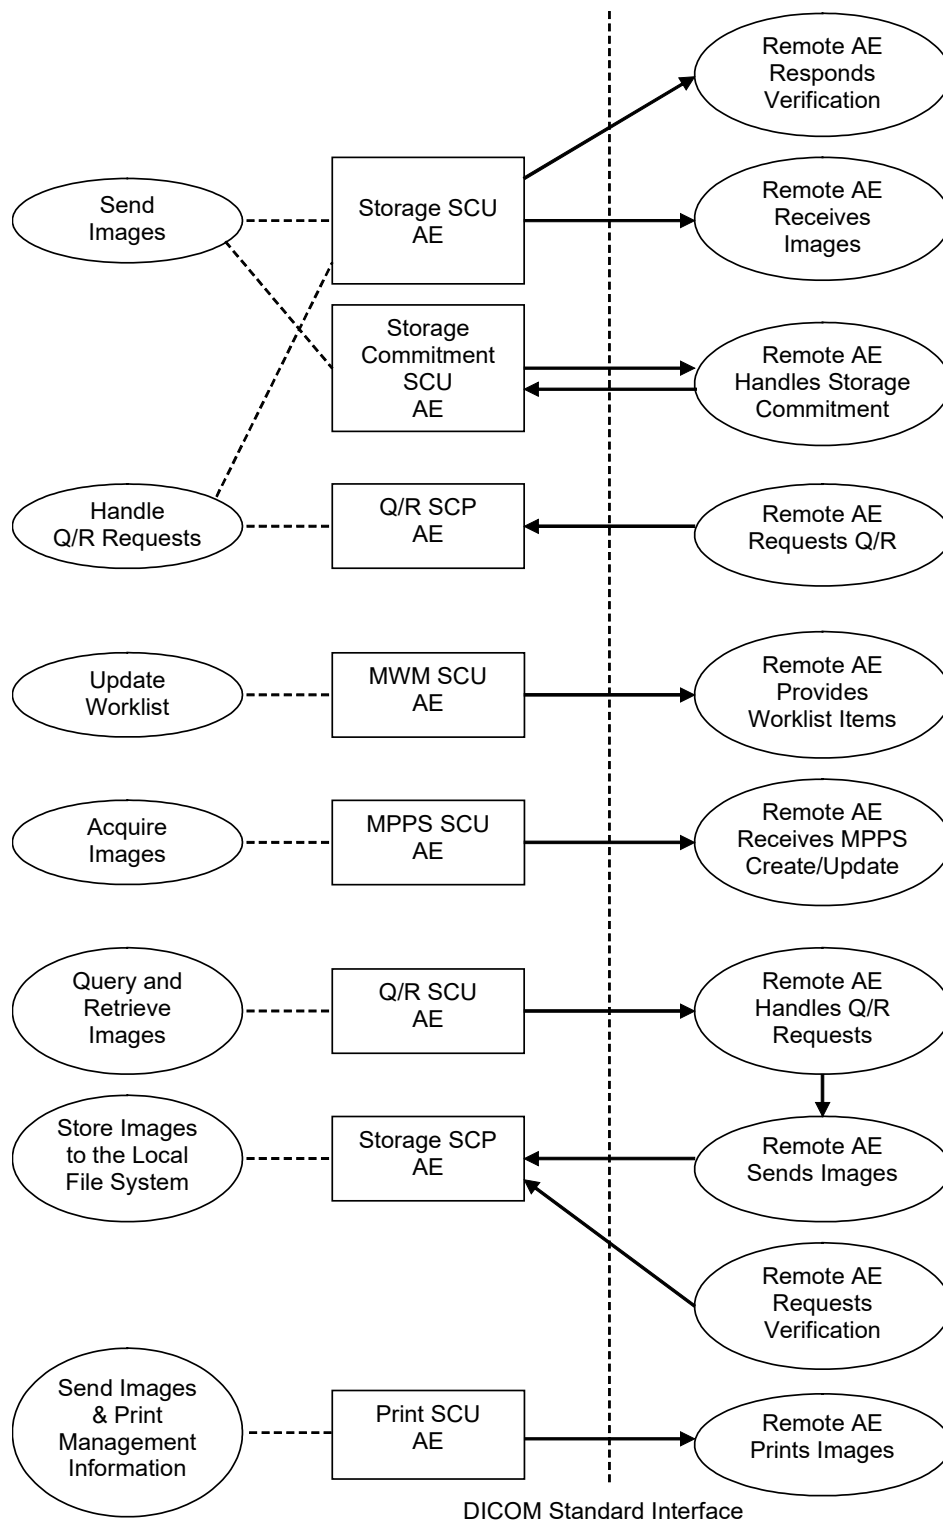 Remote AE
Responds
Verification
Send
Images
Storage SCU
AE
Remote AE
Receives
Images
Storage
Commitment
SCU
AE
Remote AE
Handles Storage
Commitment
Handle
Q/R Requests
Q/R SCP
AE
Remote AE
Requests Q/R
Update
Worklist
MWM SCU
AE
Remote AE
Provides
Worklist Items
Acquire
Images
MPPS SCU
AE
Remote AE
Receives MPPS
Create/Update
Query and
Retrieve
Images
Q/R SCU
AE
Remote AE
Handles Q/R
Requests
Store Images
to the Local
File System
Storage SCP
AE
Remote AE
Sends Images
Remote AE
Requests
Verification
Send Images
& Print
Management
Information
Print SCU
AE
Remote AE
Prints Images
DICOM Standard Interface